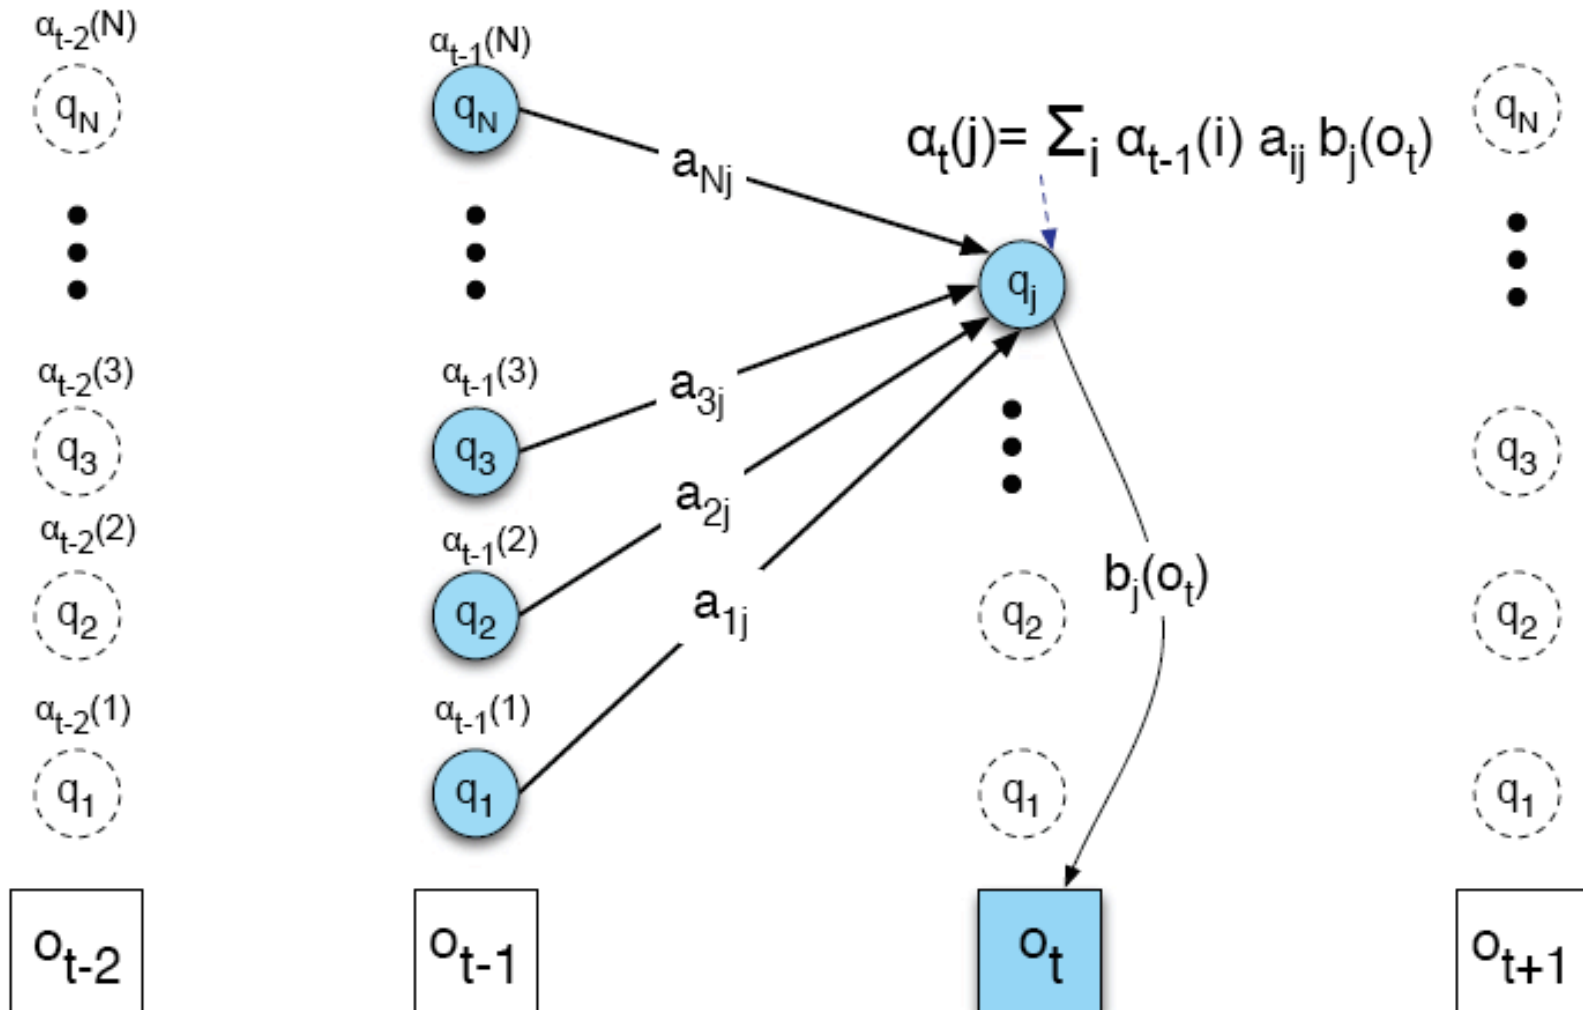 αt-2(N)
αt-1(N)
qN
qN
αt(j)= Σi αt-1(i) aij bj(ot)
qN
aNj
qj
αt-2(3)
αt-1(3)
a3j
q3
q3
q3
αt-2(2)
αt-1(2)
a2j
q2
q2
bj(ot)
q2
q2
a1j
αt-2(1)
αt-1(1)
q1
q1
q1
q1
ot-2
ot-1
ot
ot+1